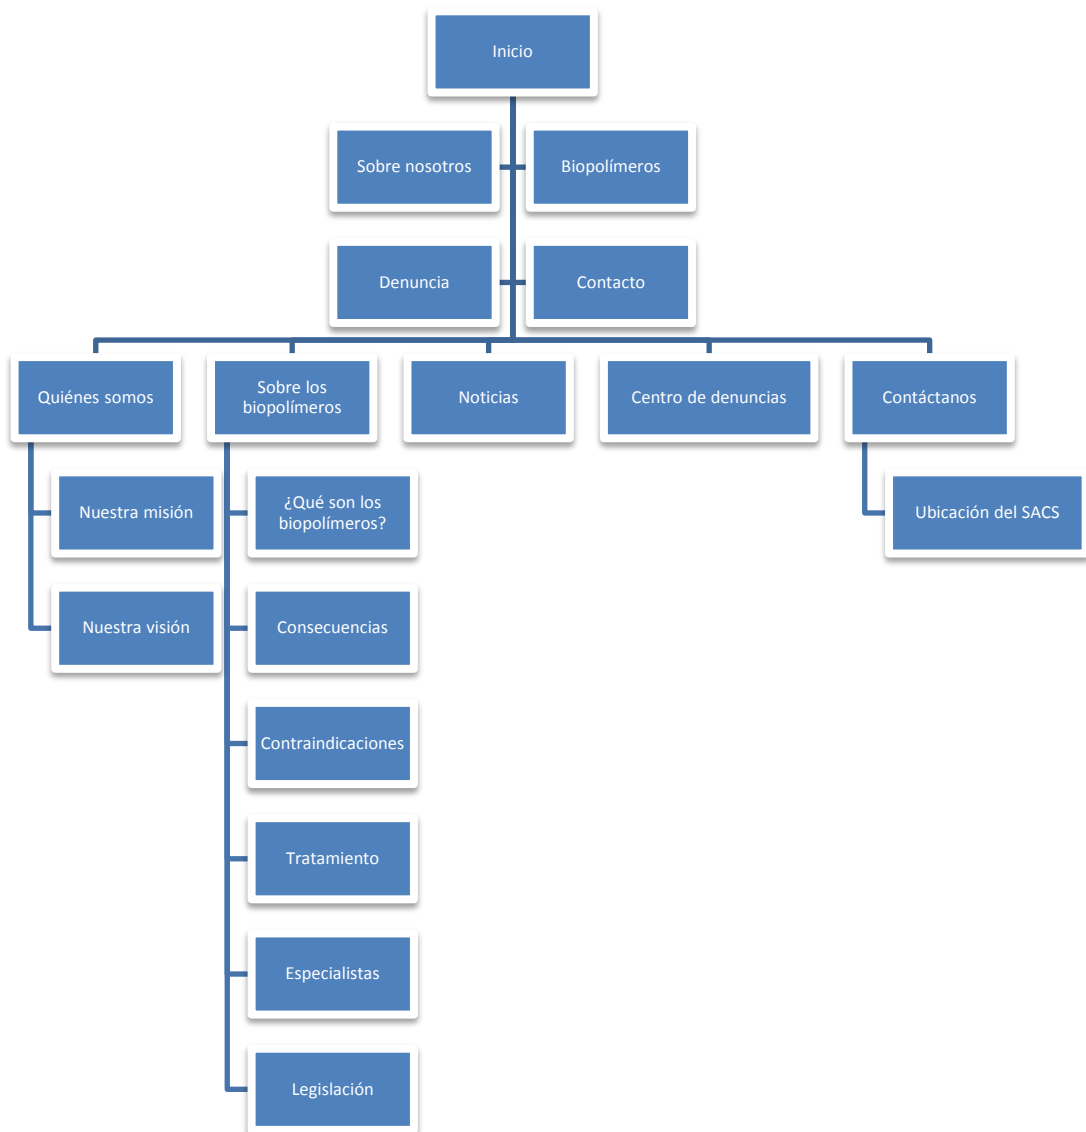 Inicio
Sobre nosotros
Biopolímeros
Denuncia
Contacto
Quiénes somos
Sobre los
biopolímeros
Noticias
Centro de denuncias
Contáctanos
Nuestra misión
¿Qué son los
biopolímeros?
Ubicación del SACS
Nuestra visión
Consecuencias
Contraindicaciones
Tratamiento
Especialistas
Legislación